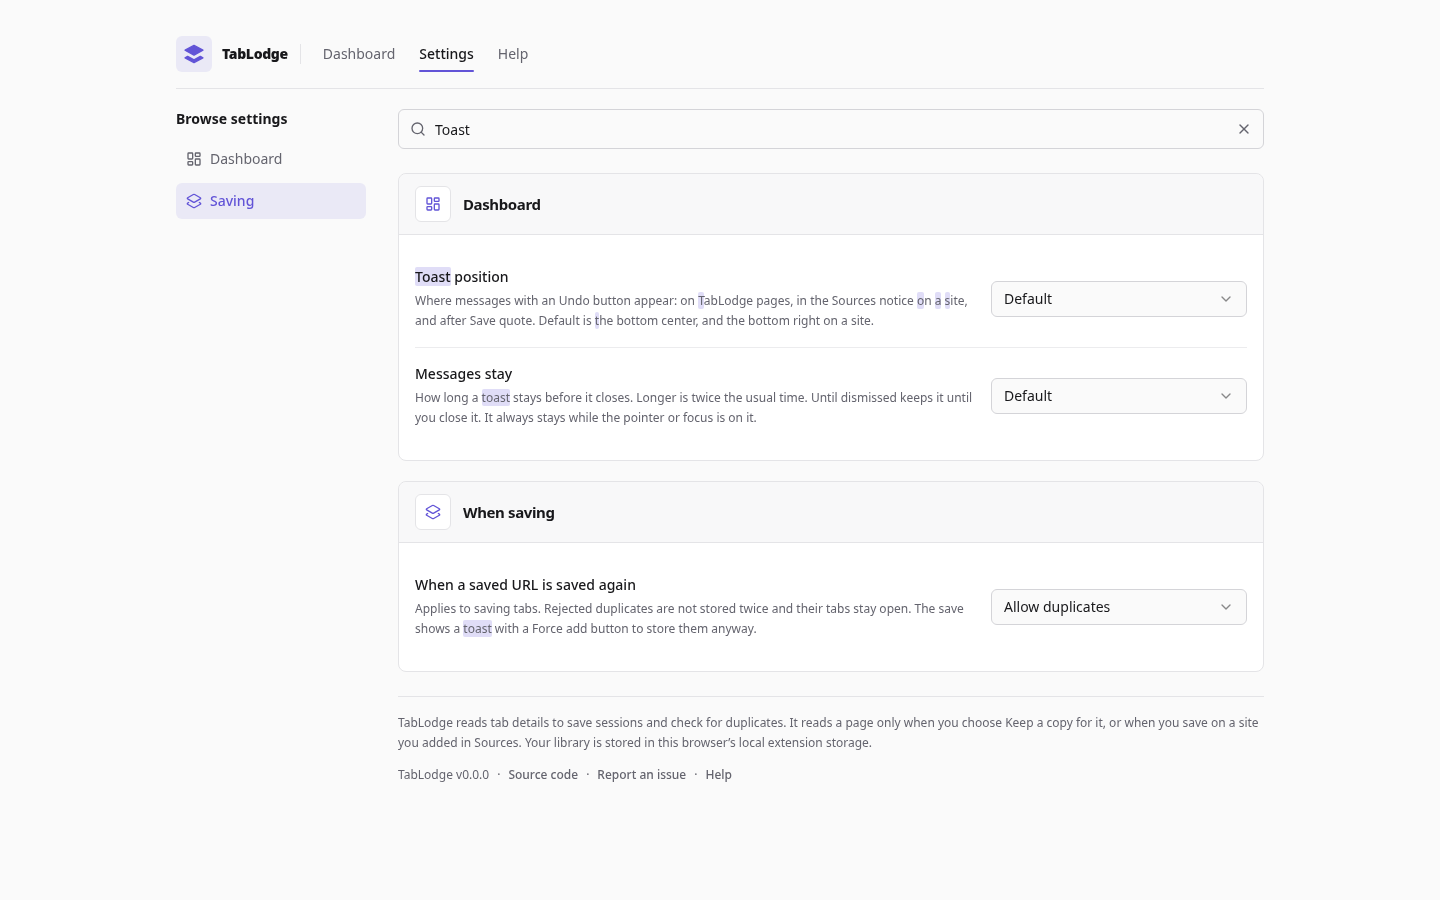 TabLodge
Dashboard
Settings
Help
Browse settings
Dashboard
Saving
Toast
Dashboard
Toast position
Where messages with an Undo button appear: on TabLodge pages, in the Sources notice on a site,
and after Save quote. Default is the bottom center, and the bottom right on a site.
Default
Messages stay
How long a toast stays before it closes. Longer is twice the usual time. Until dismissed keeps it until
you close it. It always stays while the pointer or focus is on it.
Default
When saving
When a saved URL is saved again
Applies to saving tabs. Rejected duplicates are not stored twice and their tabs stay open. The save
shows a toast with a Force add button to store them anyway.
Allow duplicates
TabLodge reads tab details to save sessions and check for duplicates. It reads a page only when you choose Keep a copy for it, or when you save on a site
you added in Sources. Your library is stored in this browser’s local extension storage.
TabLodge v0.0.0 · Source code · Report an issue · Help